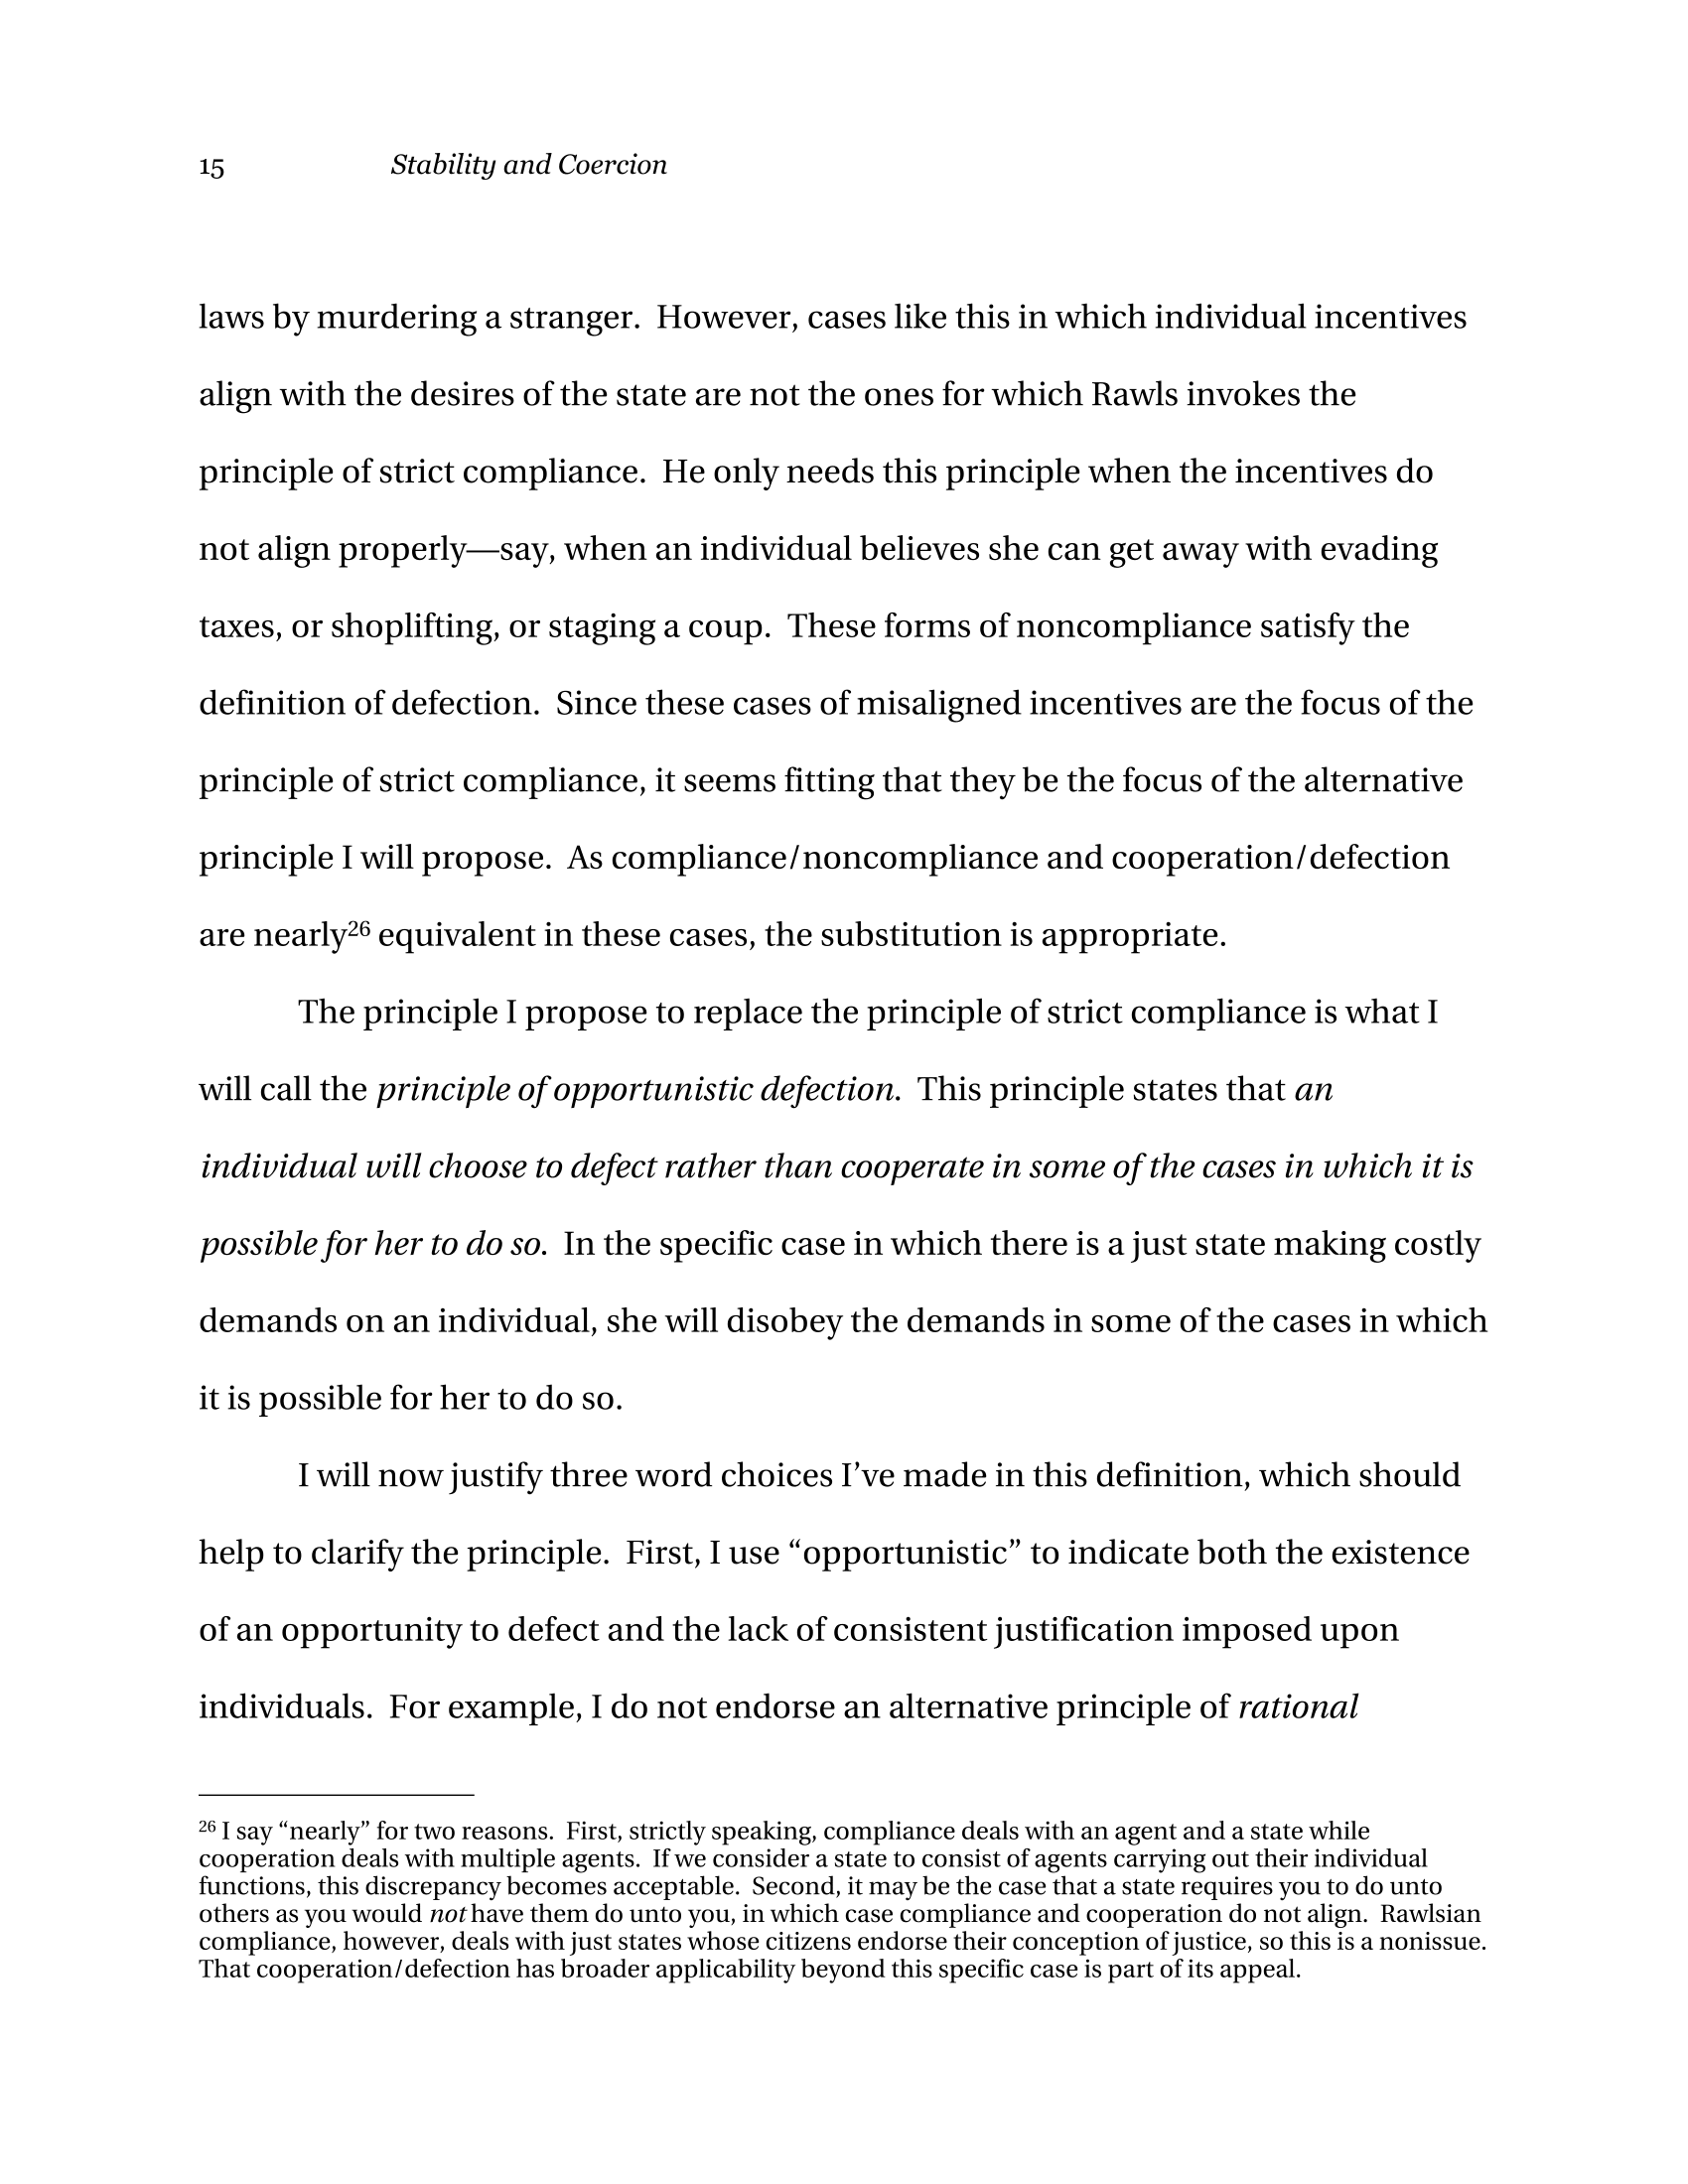 15 Stability and Coercion
laws by murdering a stranger.  However, cases like this in which individual incentives
align with the desires of the state are not the ones for which Rawls invokes the
principle of strict compliance.  He only needs this principle when the incentives do
not align properly—say, when an individual believes she can get away with evading
taxes, or shoplifting, or staging a coup.  These forms of noncompliance satisfy the
definition of defection.  Since these cases of misaligned incentives are the focus of the
principle of strict compliance, it seems fitting that they be the focus of the alternative
principle I will propose.  As compliance/noncompliance and cooperation/defection
are nearly²⁶ equivalent in these cases, the substitution is appropriate.
The principle I propose to replace the principle of strict compliance is what I
will call the principle of opportunistic defection.  This principle states that an
individual will choose to defect rather than cooperate in some of the cases in which it is
possible for her to do so.  In the specific case in which there is a just state making costly
demands on an individual, she will disobey the demands in some of the cases in which
it is possible for her to do so.
I will now justify three word choices I’ve made in this definition, which should
help to clarify the principle.  First, I use “opportunistic” to indicate both the existence
of an opportunity to defect and the lack of consistent justification imposed upon
individuals.  For example, I do not endorse an alternative principle of rational
²⁶ I say “nearly” for two reasons.  First, strictly speaking, compliance deals with an agent and a state while
cooperation deals with multiple agents.  If we consider a state to consist of agents carrying out their individual
functions, this discrepancy becomes acceptable.  Second, it may be the case that a state requires you to do unto
others as you would not have them do unto you, in which case compliance and cooperation do not align.  Rawlsian
compliance, however, deals with just states whose citizens endorse their conception of justice, so this is a nonissue.
That cooperation/defection has broader applicability beyond this specific case is part of its appeal.